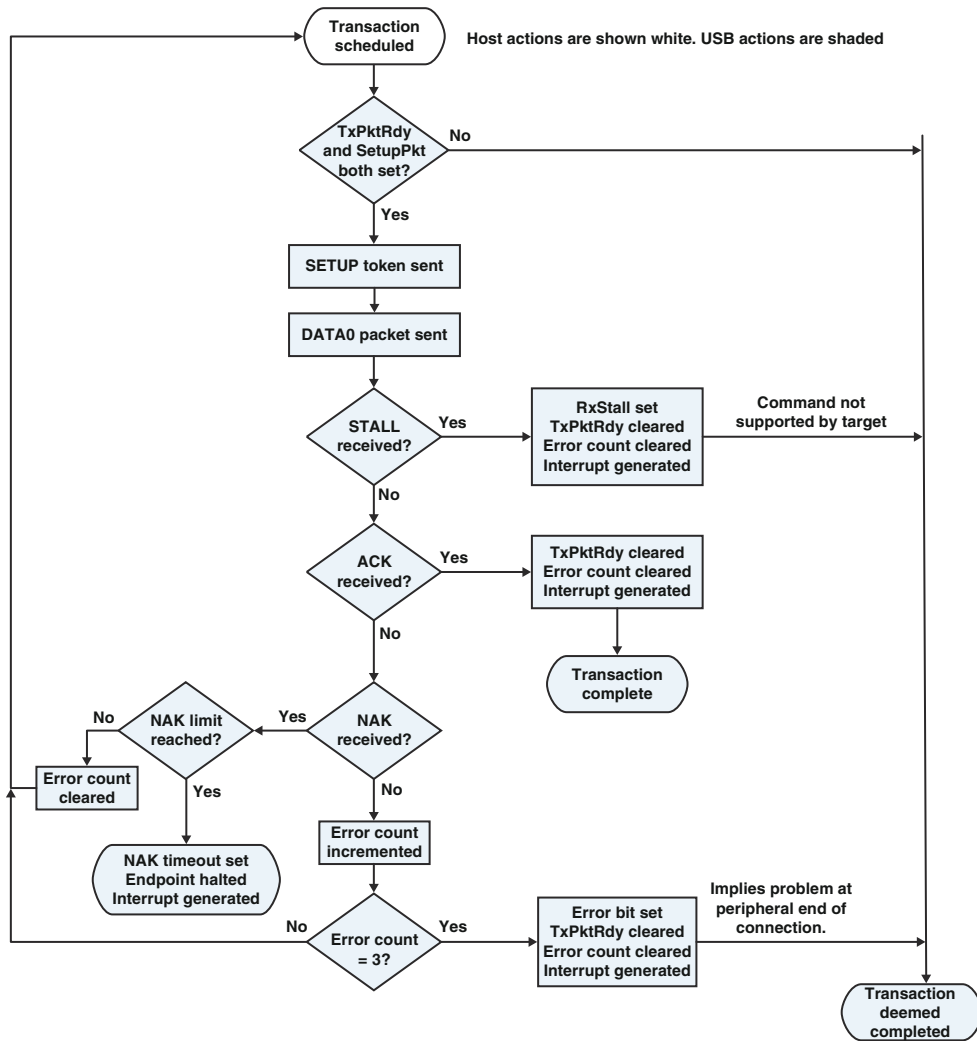 Transaction
scheduled
Host actions are shown white. USB actions are shaded
TxPktRdy
and SetupPkt
both set?
No
Yes
SETUP token sent
DATA0 packet sent
STALL
received?
Yes
RxStall set
TxPktRdy cleared
Error count cleared
Interrupt generated
Command not
supported by target
No
ACK
received?
Yes
TxPktRdy cleared
Error count cleared
Interrupt generated
No
Transaction
complete
NAK
received?
Yes
NAK limit
reached?
No
Error count
cleared
Yes
NAK timeout set
Endpoint halted
Interrupt generated
No
Error count
incremented
Error count
= 3?
No
Yes
Error bit set
TxPktRdy cleared
Error count cleared
Interrupt generated
Implies problem at
peripheral end of
connection.
Transaction
deemed
completed